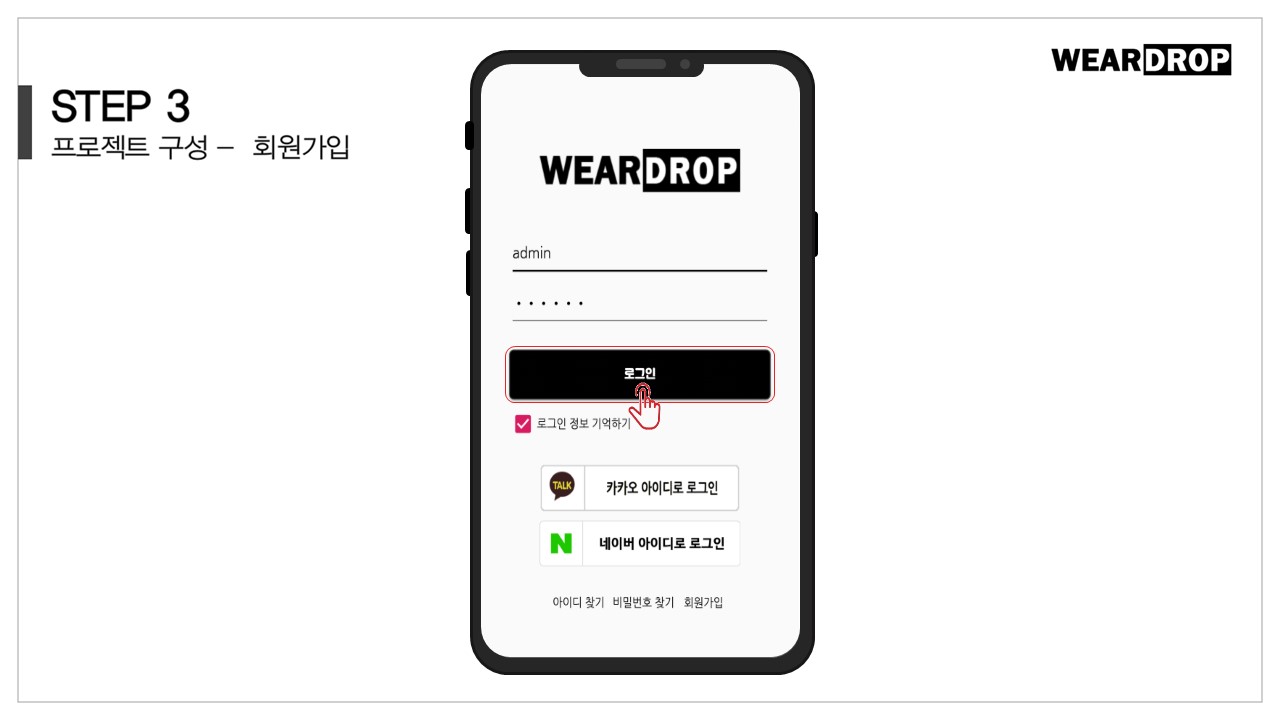 WEARDROP
STEP 3
프로젝트 구성 – 회원가입
WEARDROP
admin
••••••
로그인
로그인 정보 기억하기
TALK 카카오 아이디로 로그인
N 네이버 아이디로 로그인
아이디 찾기 비밀번호 찾기 회원가입